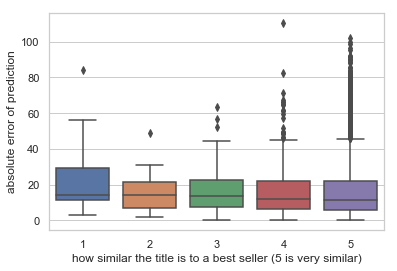 absolute error of prediction
100
80
60
40
20
0
1 2 3 4 5
how similar the title is to a best seller (5 is very similar)